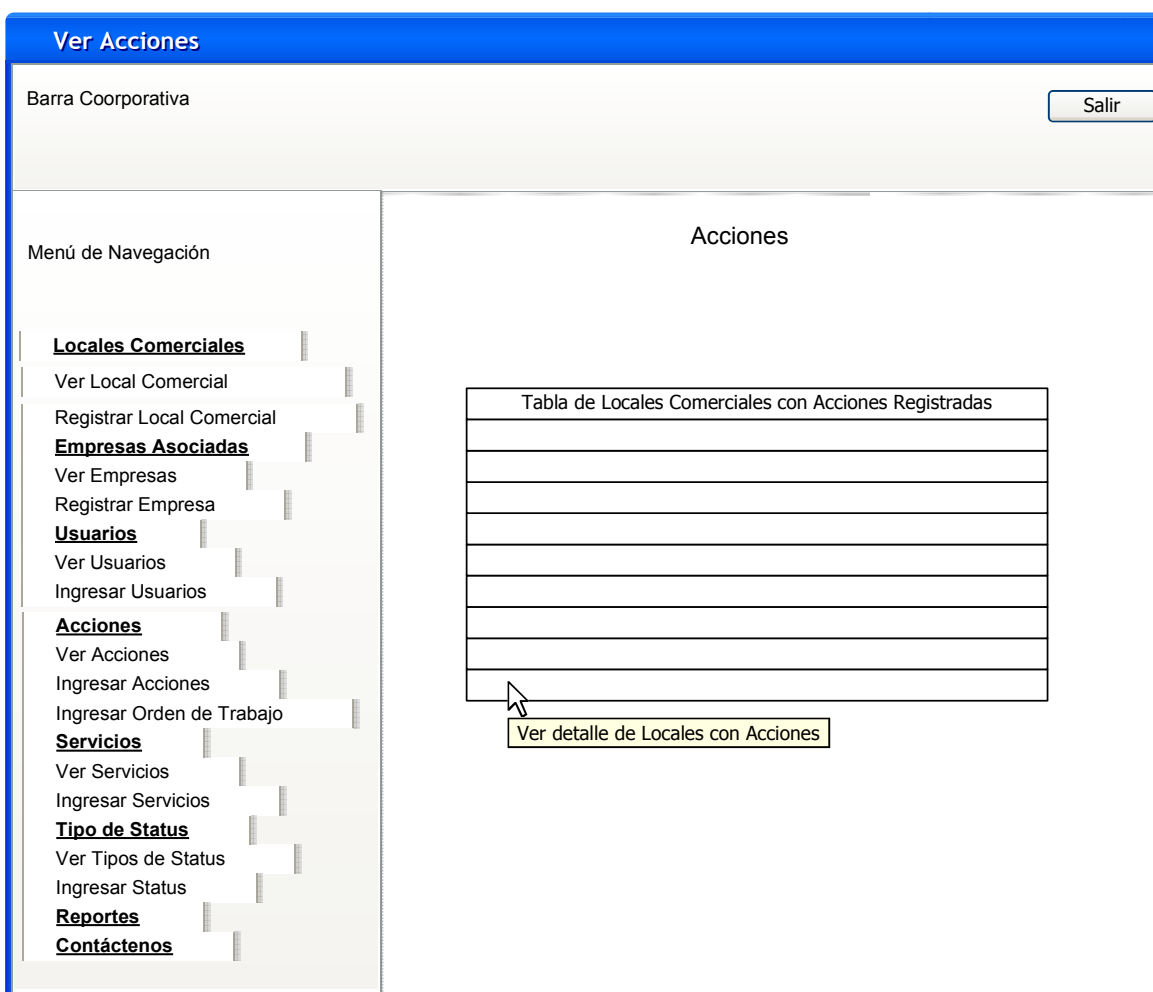 Ver Acciones
Barra Coorporativa
Salir
Menú de Navegación
Acciones
Locales Comerciales
Ver Local Comercial
Registrar Local Comercial
Empresas Asociadas
Ver Empresas
Registrar Empresa
Usuarios
Ver Usuarios
Ingresar Usuarios
Acciones
Ver Acciones
Ingresar Acciones
Ingresar Orden de Trabajo
Servicios
Ver Servicios
Ingresar Servicios
Tipo de Status
Ver Tipos de Status
Ingresar Status
Reportes
Contáctenos
Tabla de Locales Comerciales con Acciones Registradas
Ver detalle de Locales con Acciones